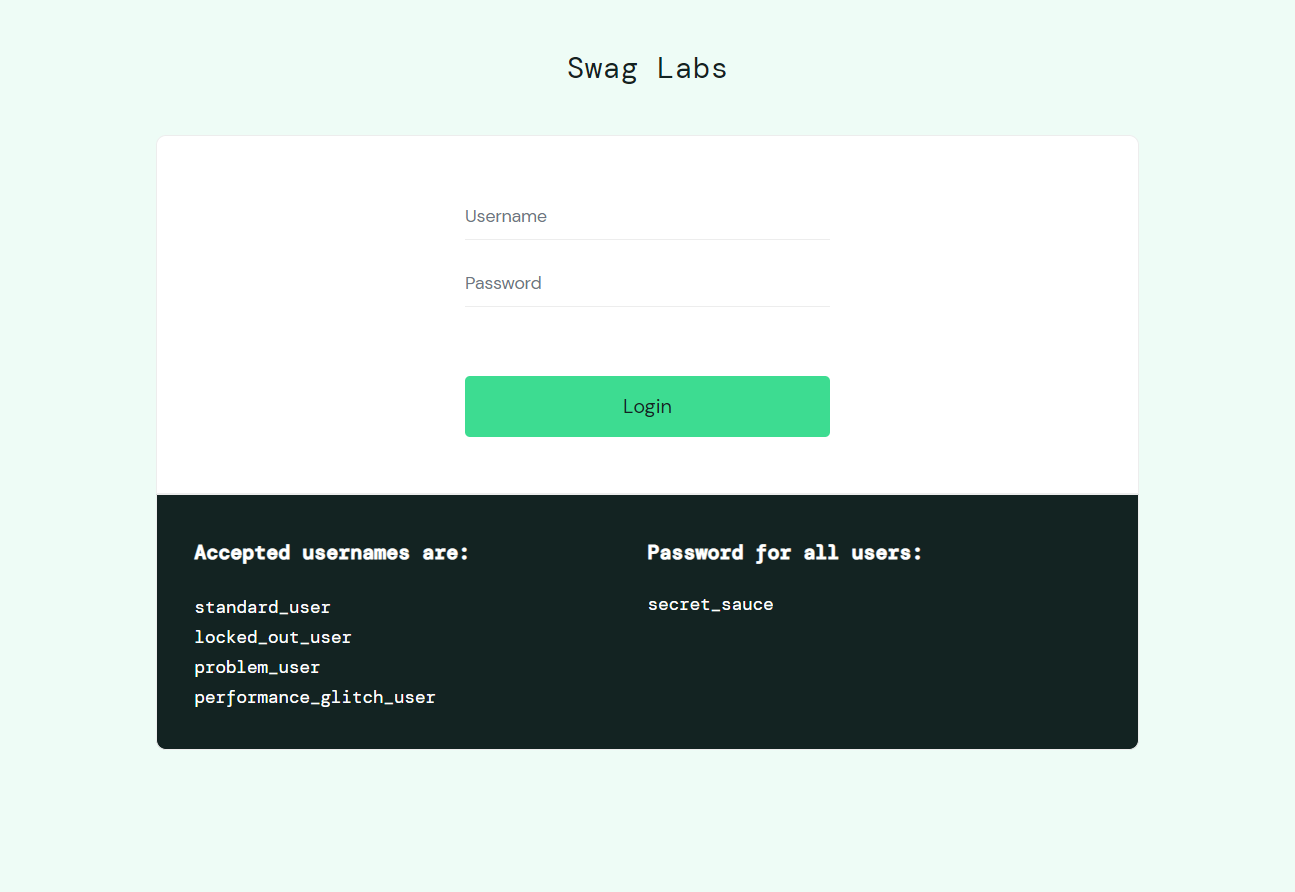 Swag Labs
Username
Password
Login
Accepted usernames are:
standard_user
locked_out_user
problem_user
performance_glitch_user
Password for all users:
secret_sauce